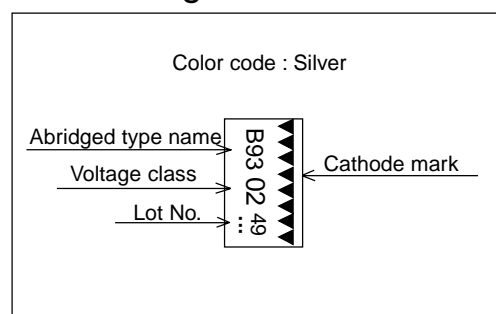 Color code : Silver
Abridged type name
Voltage class
Lot No.
B93 02 49
...
Cathode mark